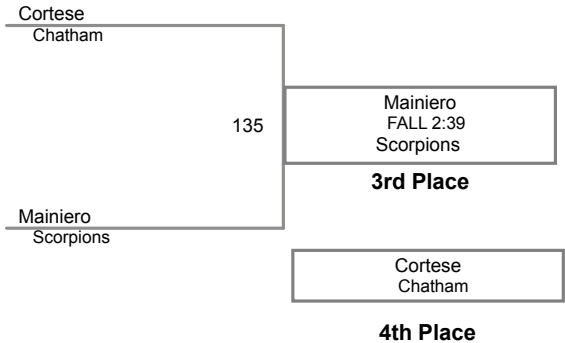 Cortese
Chatham
135
Mainiero
FALL 2:39
Scorpions
3rd Place
Mainiero
Scorpions
Cortese
Chatham
4th Place